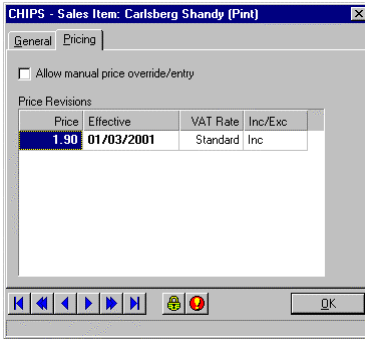 CHIPS - Sales Item: Carlsberg Shandy (Pint)
General Pricing
Allow manual price override/entry
Price Revisions
Price Effective VAT Rate Inc/Exc
1.90 01/03/2001 Standard Inc
OK